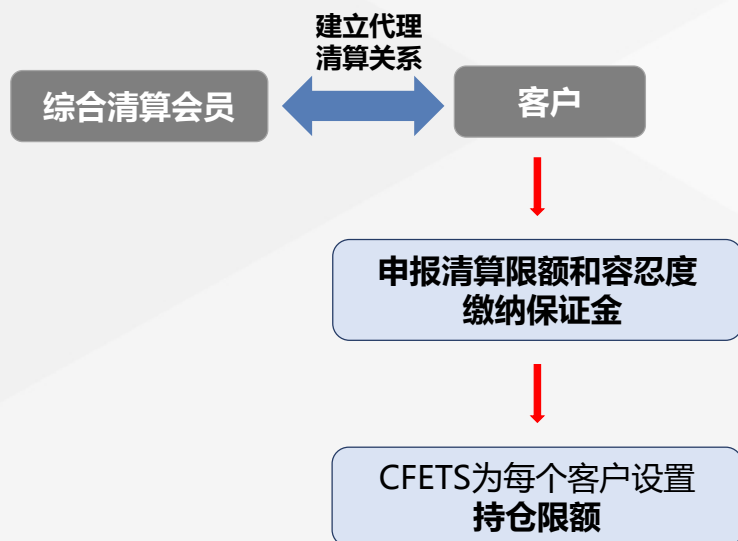 建立代理
清算关系
综合清算会员
客户
申报清算限额和容忍度
缴纳保证金
CFETS为每个客户设置
持仓限额